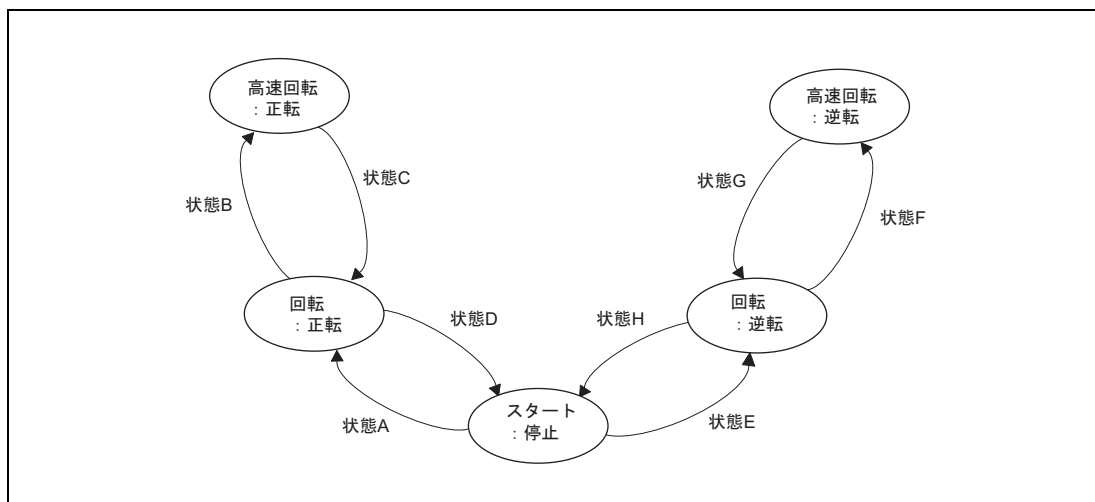 高速回転
：正転
高速回転
：逆転
状態C
状態G
状態B
状態F
回転
：正転
回転
：逆転
状態D
状態H
スタート
：停止
状態A
状態E